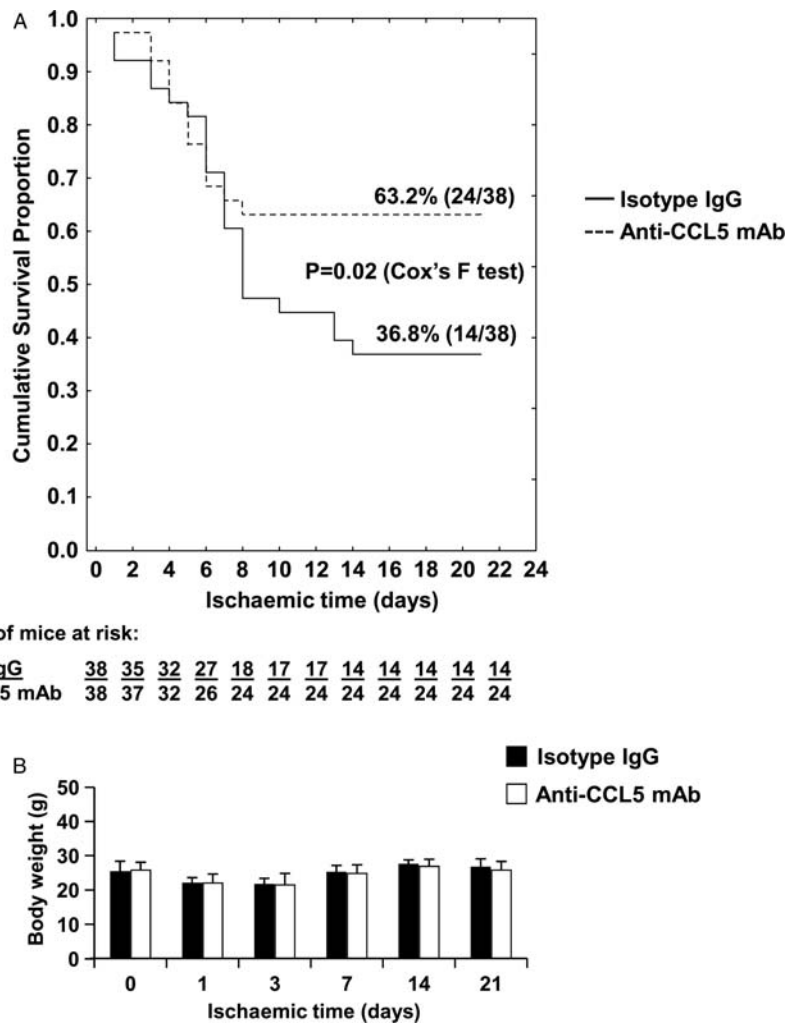 A
1.0
0.9
0.8
0.7
0.6
0.5
0.4
0.3
0.2
0.1
0.0
Cumulative Survival Proportion
63.2% (24/38)
P=0.02 (Cox's F test)
36.8% (14/38)
Isotype IgG
Anti-CCL5 mAb
0 2 4 6 8 10 12 14 16 18 20 22 24
Ischaemic time (days)
of mice at risk:
gG 38 35 32 27 18 17 17 14 14 14 14 14
5 mAb 38 37 32 26 24 24 24 24 24 24 24 24
B
Isotype IgG
Anti-CCL5 mAb
50
40
30
20
10
0
Body weight (g)
0 1 3 7 14 21
Ischaemic time (days)